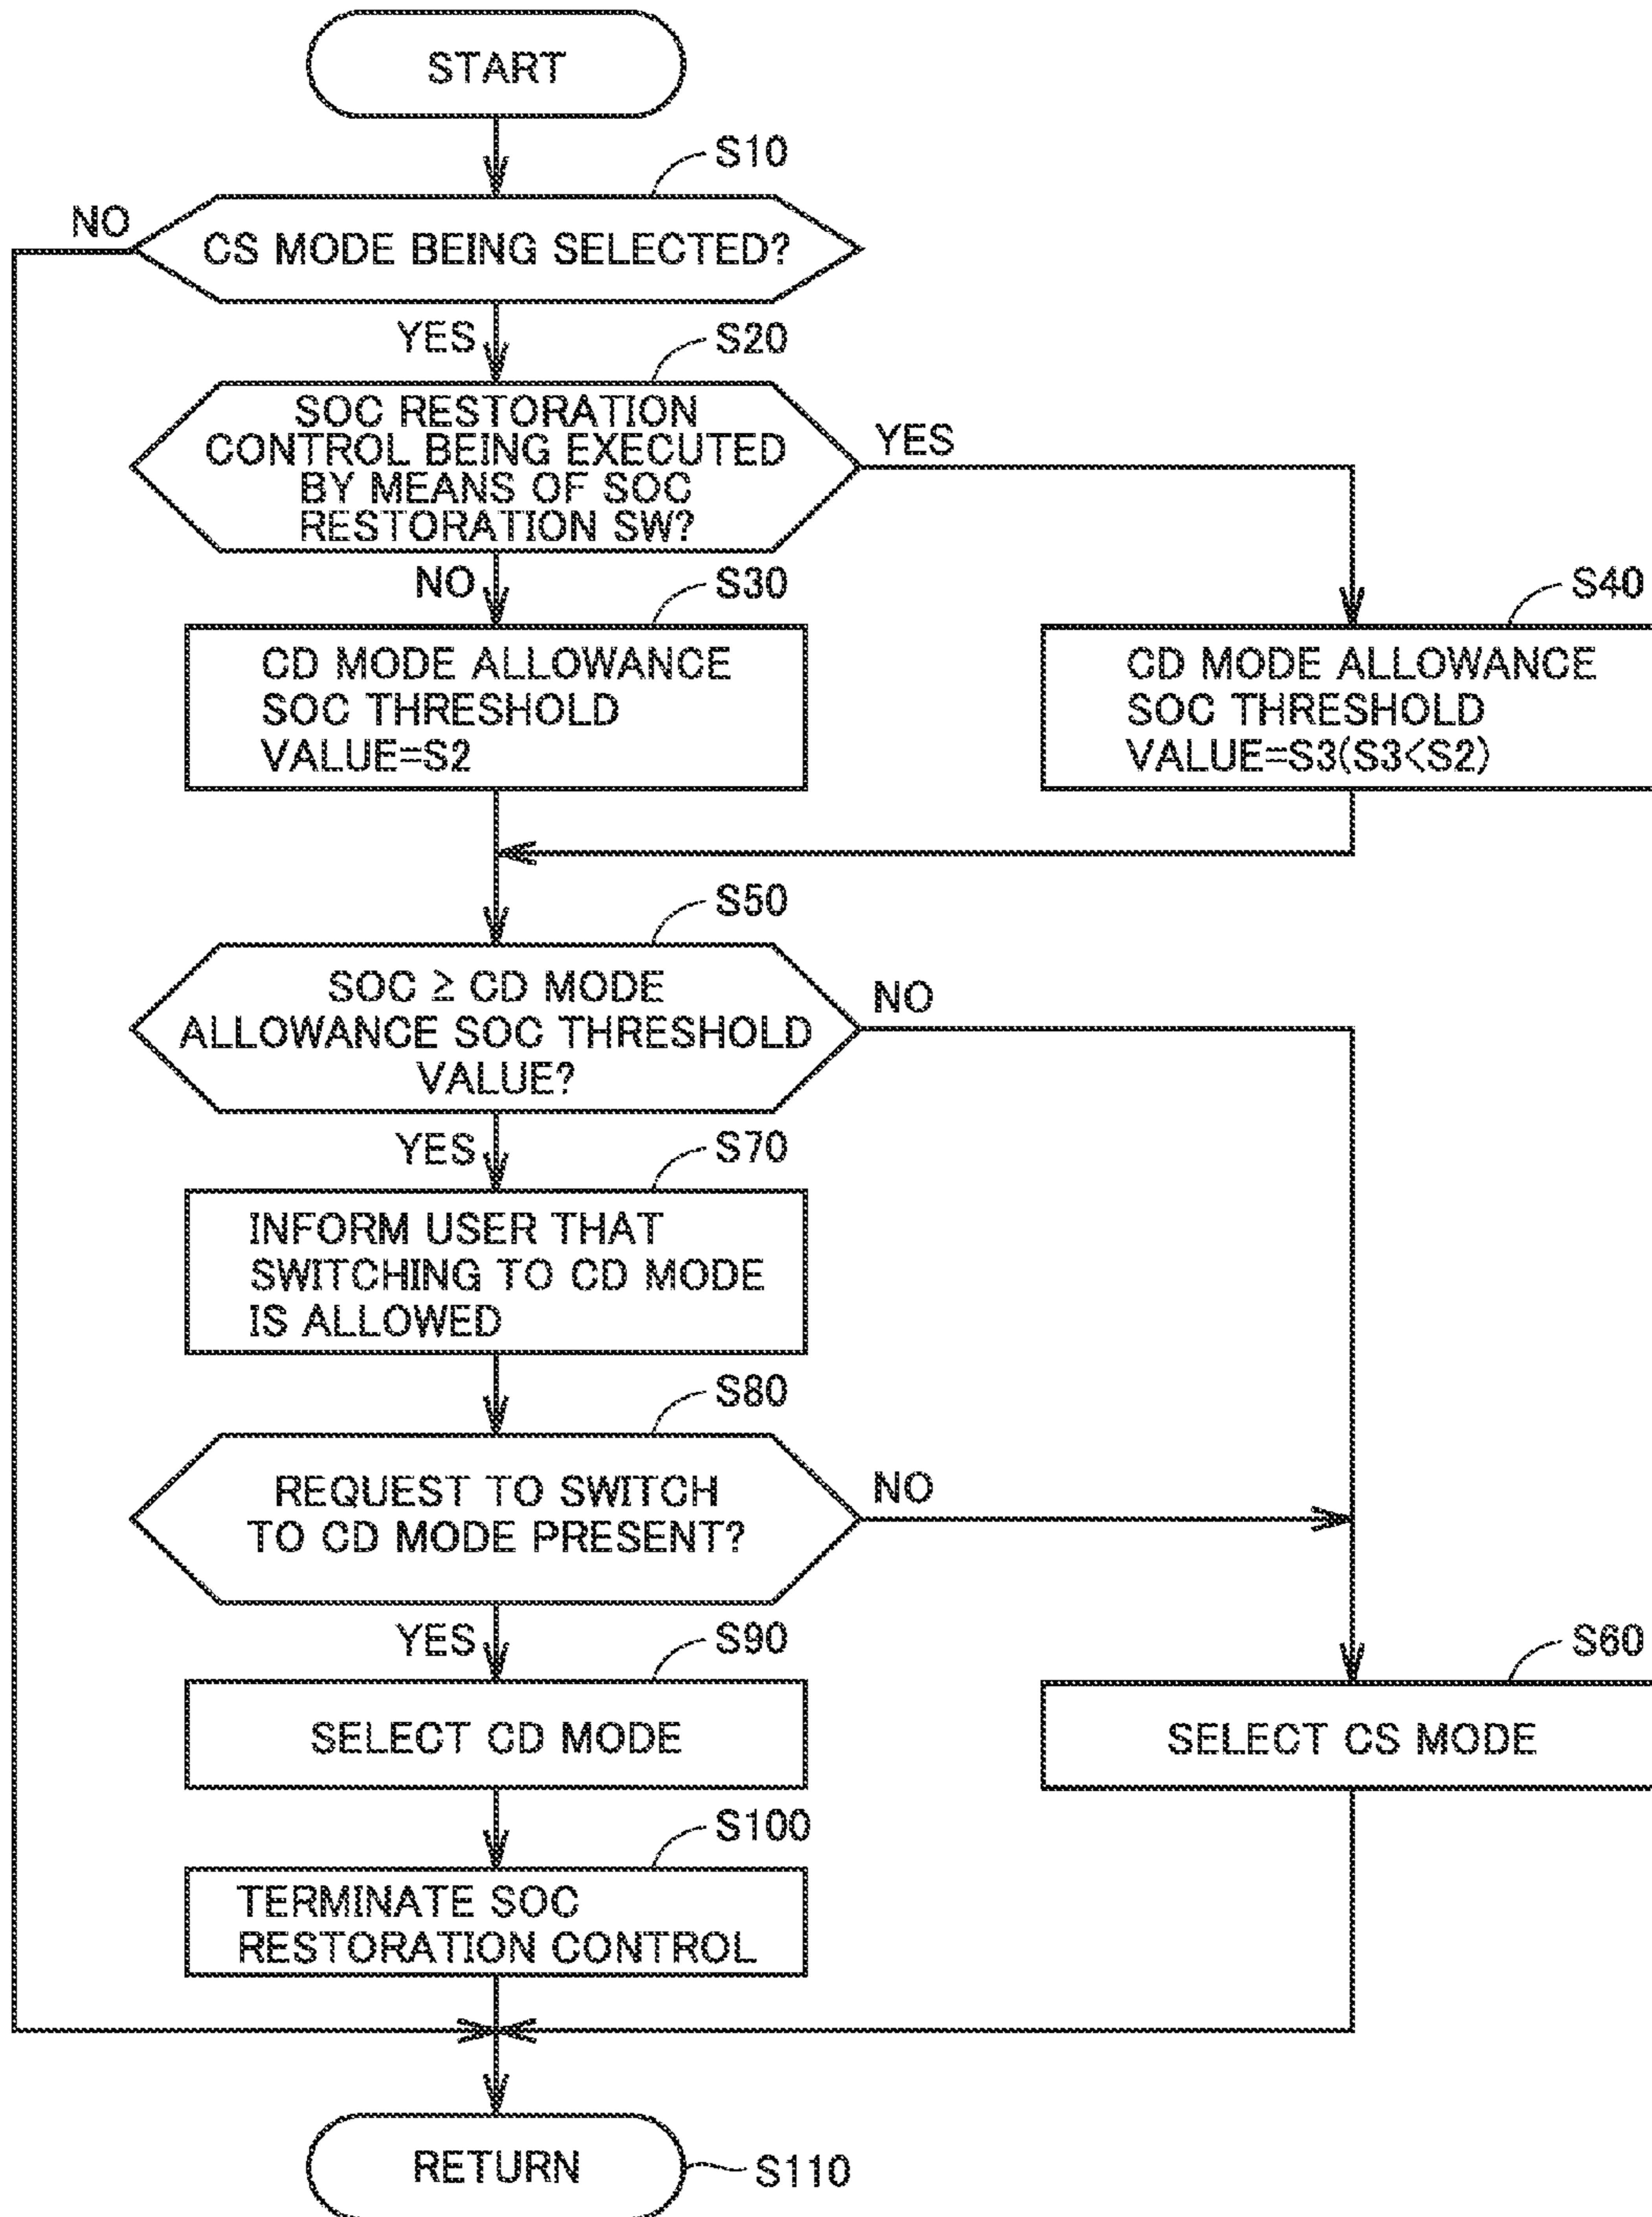 START
S10
NO
CS MODE BEING SELECTED?
YES
S20
SOC RESTORATION
CONTROL BEING EXECUTED
BY MEANS OF SOC
RESTORATION SW?
YES
NO
S30
S40
CD MODE ALLOWANCE
SOC THRESHOLD
VALUE=S2
CD MODE ALLOWANCE
SOC THRESHOLD
VALUE=S3(S3<S2)
S50
SOC ≥ CD MODE
ALLOWANCE SOC THRESHOLD
VALUE?
NO
YES
S70
INFORM USER THAT
SWITCHING TO CD MODE
IS ALLOWED
S80
REQUEST TO SWITCH
TO CD MODE PRESENT?
NO
YES
S90
S60
SELECT CD MODE
SELECT CS MODE
S100
TERMINATE SOC
RESTORATION CONTROL
RETURN
S110